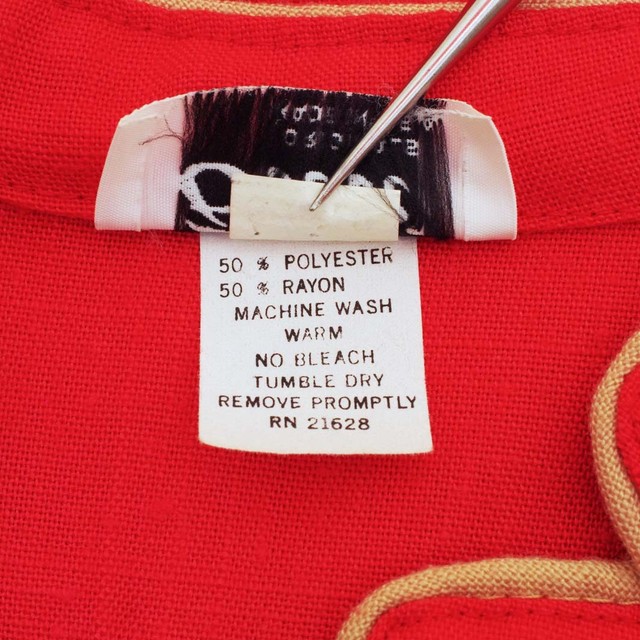 50 % POLYESTER
50 % RAYON
MACHINE WASH
WARM
NO BLEACH
TUMBLE DRY
REMOVE PROMPTLY
RN 21628